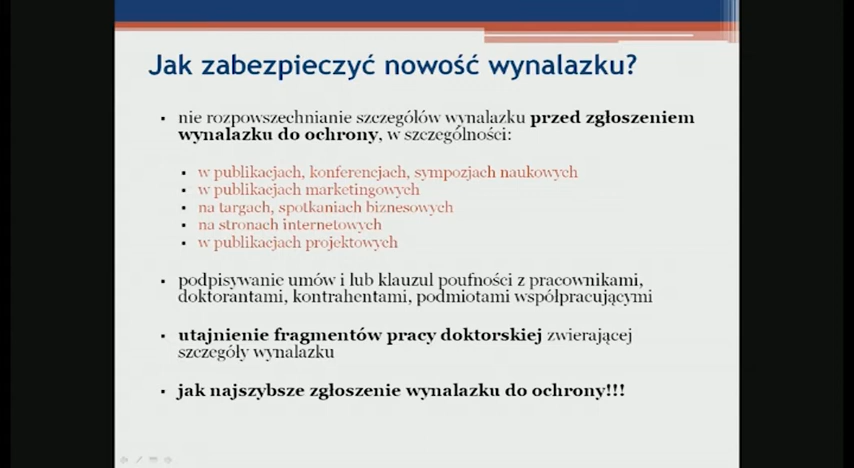 Jak zabezpieczyć nowość wynalazku?
nie rozpowszechnianie szczegółów wynalazku przed zgłoszeniem
wynalazku do ochrony, w szczególności:
w publikacjach, konferencjach, sympozjach naukowych
w publikacjach marketingowych
na targach, spotkaniach biznesowych
na stronach internetowych
w publikacjach projektowych
podpisywanie umów i lub klauzul poufności z pracownikami,
doktorantami, kontrahentami, podmiotami współpracującymi
utajnienie fragmentów pracy doktorskiej zwierającej
szczegóły wynalazku
jak najszybsze zgłoszenie wynalazku do ochrony!!!